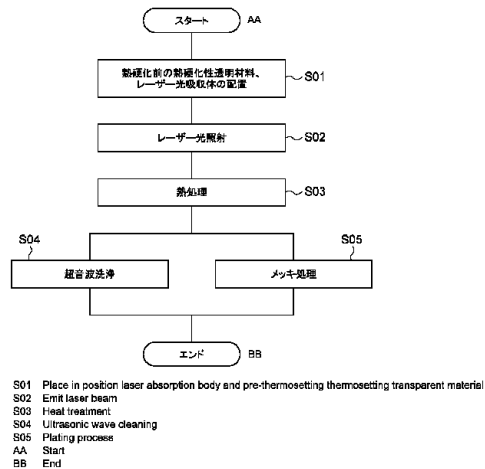 スタート AA
熱硬化前の熱硬化性透明材料、
レーザー光吸収体の配置 S01
レーザー光照射 S02
熱処理 S03
S04 S05
超音波洗浄 メッキ処理
エンド BB
S01 Place in position laser absorption body and pre-thermosetting thermosetting transparent material
S02 Emit laser beam
S03 Heat treatment
S04 Ultrasonic wave cleaning
S05 Plating process
AA Start
BB End